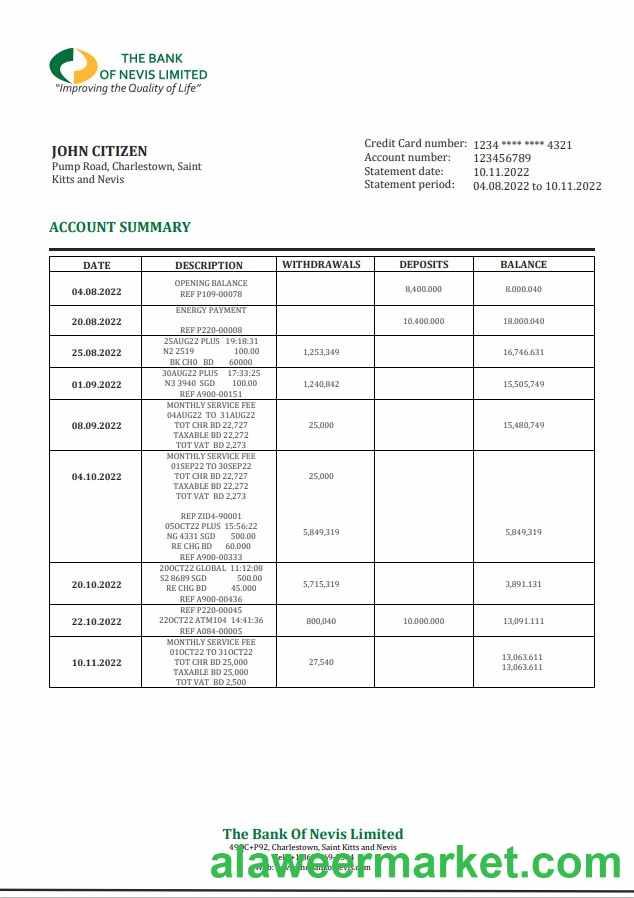 THE BANK
OF NEVIS LIMITED
"Improving the Quality of Life"
JOHN CITIZEN
Pump Road, Charlestown, Saint
Kitts and Nevis
Credit Card number: 1234 **** **** 4321
Account number: 123456789
Statement date: 10.11.2022
Statement period: 04.08.2022 to 10.11.2022
ACCOUNT SUMMARY
DATE DESCRIPTION WITHDRAWALS DEPOSITS BALANCE
OPENING BALANCE
04.08.2022 8,400.000 8.000.040
REF P109-00078
ENERGY PAYMENT
20.08.2022 10.400.000 18.000.040
REF P220-00008
25AUG22 PLUS 19:18:31
25.08.2022 N2 2519 100.00 1,253,349 16,746.631
BK CH0 BD 60000
30AUG22 PLUS 17:33:25
01.09.2022 N3 3940 SGD 100.00 1,240,842 15,505,749
REF A900-00151
MONTHLY SERVICE FEE
04AUG22 TO 31AUG22
08.09.2022 TOT CHR BD 22,727 25,000 15,480,749
TAXABLE BD 22,272
TOT VAT BD 2,273
MONTHLY SERVICE FEE
01SEP22 TO 30SEP22
04.10.2022 TOT CHR BD 22,727 25,000
TAXABLE BD 22,272
TOT VAT BD 2,273
REP ZID4-90001
05OCT22 PLUS 15:56:22
NG 4331 SGD 500.00 5,849,319 5,849,319
RE CHG BD 60.000
REF A900-00333
20OCT22 GLOBAL 11:12:08
S2 8689 SGD 500.00
20.10.2022 5,715,319 3,891.131
RE CHG BD 45.000
REF A900-00436
REF P220-00045
22.10.2022 22OCT22 ATM104 14:41:36 800,040 10.000.000 13,091.111
REF A084-00005
MONTHLY SERVICE FEE
01OCT22 TO 31OCT22 13,063.611
10.11.2022 TOT CHR BD 25,000 27,540
TAXABLE BD 25,000 13,063.611
TOT VAT BD 2,500
The Bank Of Nevis Limited
Charlestown, Saint Kitts and Nevis
alaweermarket.com